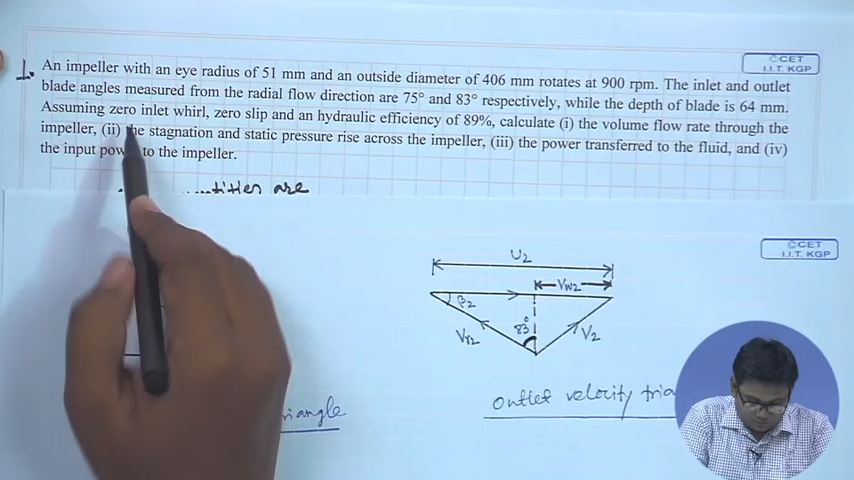 1. An impeller with an eye radius of 51 mm and an outside diameter of 406 mm rotates at 900 rpm. The inlet and outlet
blade angles measured from the radial flow direction are 75° and 83° respectively, while the depth of blade is 64 mm.
Assuming zero inlet whirl, zero slip and an hydraulic efficiency of 89%, calculate (i) the volume flow rate through the
impeller, (ii) the stagnation and static pressure rise across the impeller, (iii) the power transferred to the fluid, and (iv)
the input to the impeller.
© CET
I.I.T. KGP
are
© CET
I.I.T. KGP
U2
Vw2
β2
83°
Vr2
V2
outlet velocity